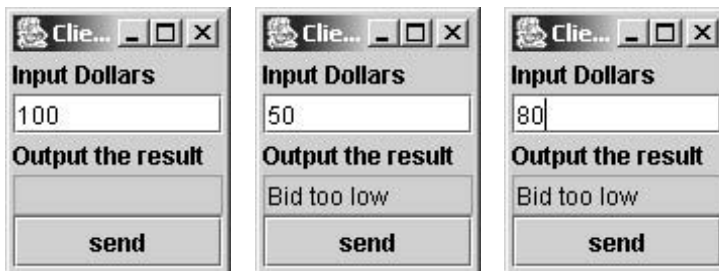 Clie...
Input Dollars
100
Output the result
send
Clie...
Input Dollars
50
Output the result
Bid too low
send
Clie...
Input Dollars
80
Output the result
Bid too low
send